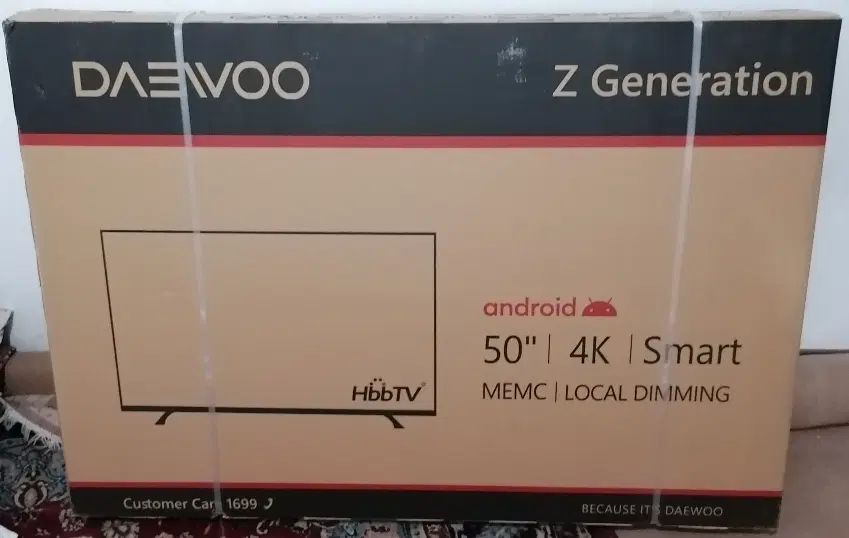 DAEWOO
Z Generation
android
50" | 4K | Smart
MEMC | LOCAL DIMMING
HbbTV
Customer Care 1699
BECAUSE IT'S DAEWOO